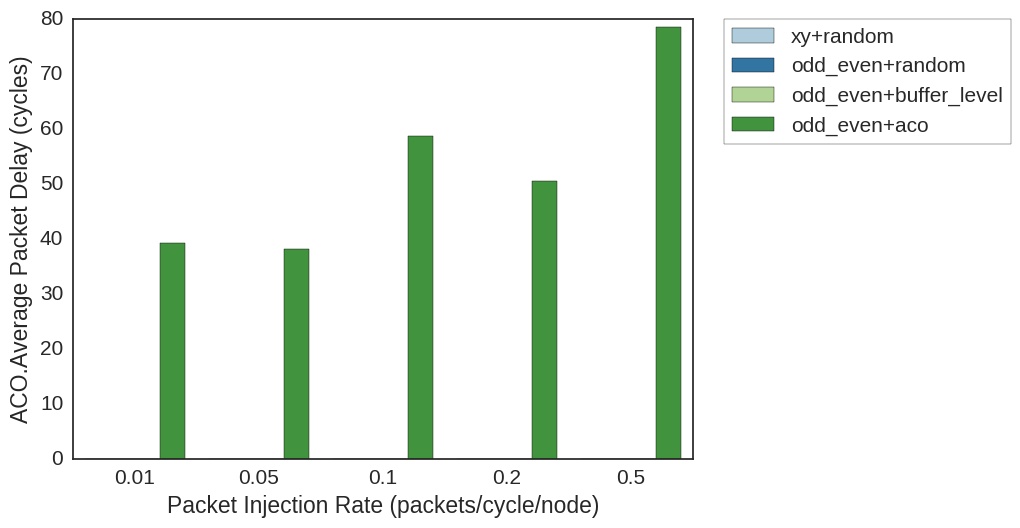 80
70
60
50
40
30
20
10
0
ACO.Average Packet Delay (cycles)
0.01 0.05 0.1 0.2 0.5
Packet Injection Rate (packets/cycle/node)
xy+random
odd_even+random
odd_even+buffer_level
odd_even+aco